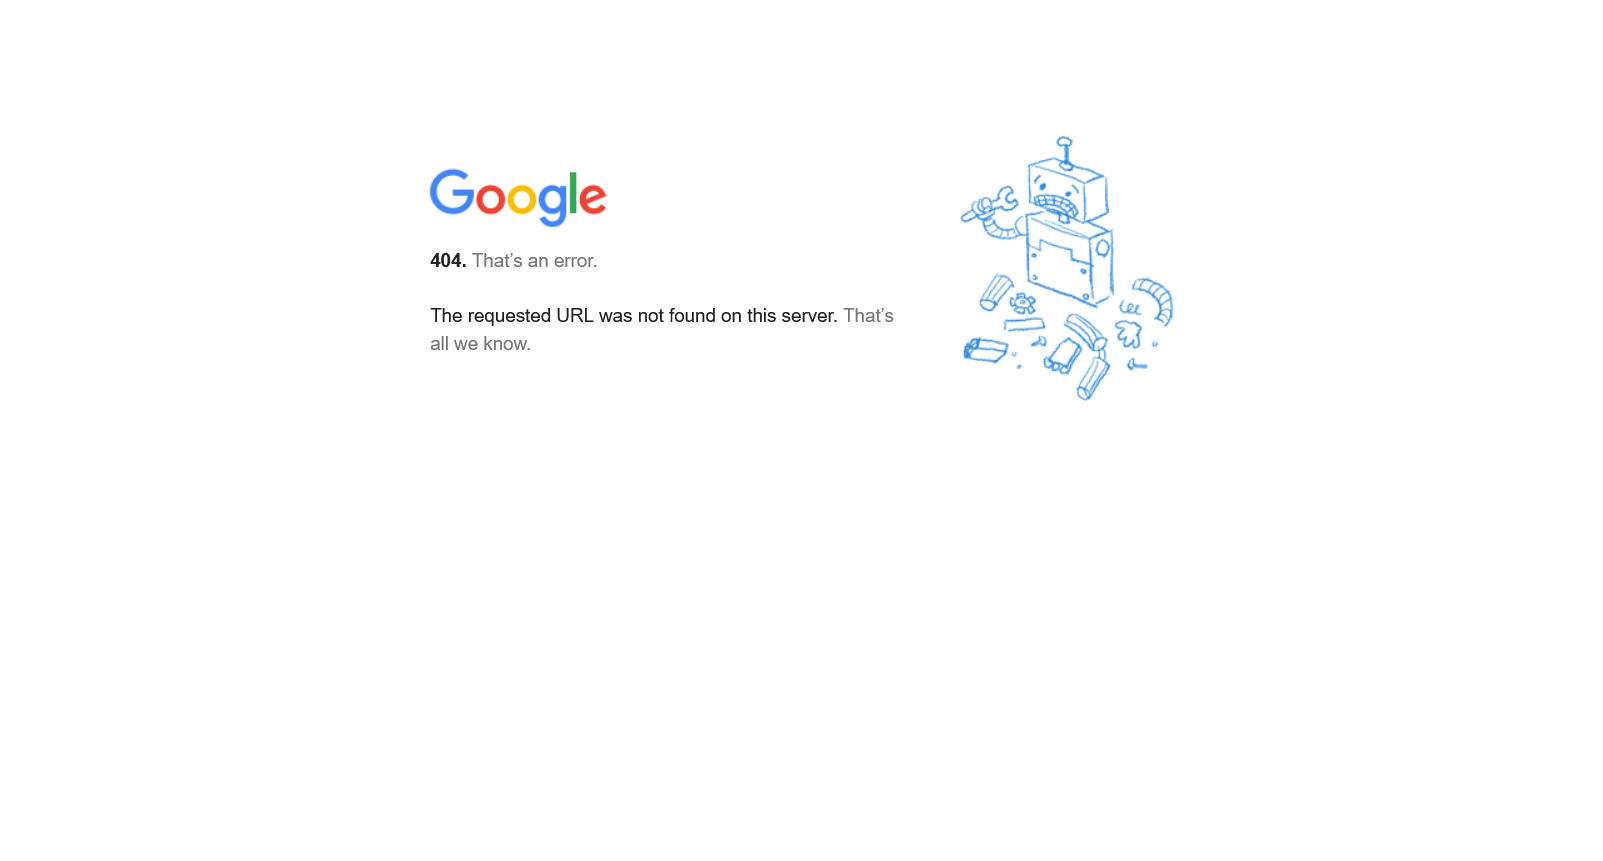 Google
404. That’s an error.
The requested URL was not found on this server. That’s
all we know.